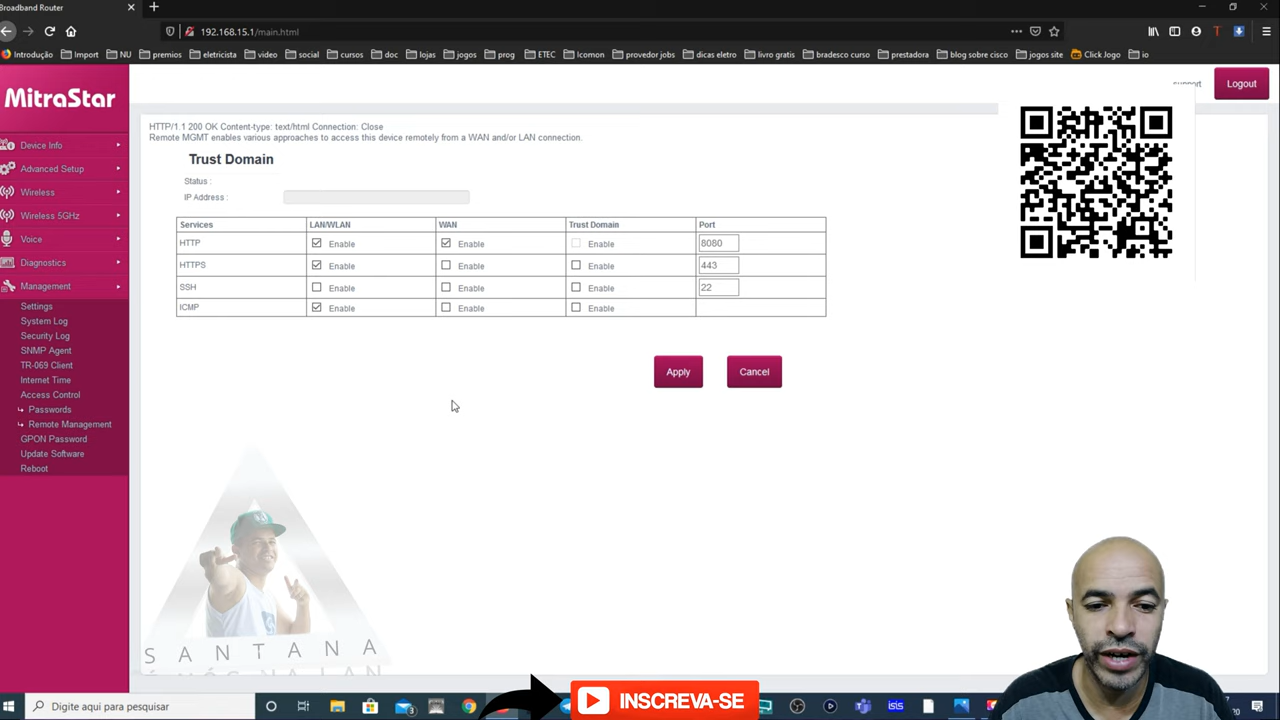 Broadband Router
192.168.15.1/main.html
Introdução Import NU premios eletricista video social cursos doc lojas jogos prog ETEC Icomon provedor jobs dicas eletro livro gratis bradesco curso prestadora blog sobre cisco jogos site Click Jogo io
MitraStar
support
Logout
HTTP/1.1 200 OK Content-type: text/html Connection: Close
Remote MGMT enables various approaches to access this device remotely from a WAN and/or LAN connection.
Trust Domain
Status :
IP Address :
Services LAN/WLAN WAN Trust Domain Port
HTTP Enable Enable Enable 8080
HTTPS Enable Enable Enable 443
SSH Enable Enable Enable 22
ICMP Enable Enable Enable
Apply Cancel
Device Info
Advanced Setup
Wireless
Wireless 5GHz
Voice
Diagnostics
Management
Settings
System Log
Security Log
SNMP Agent
TR-069 Client
Internet Time
Access Control
Passwords
Remote Management
GPON Password
Update Software
Reboot
SANTANA
É NÓS NA LAN
Digite aqui para pesquisar
INSCREVA-SE
ISS